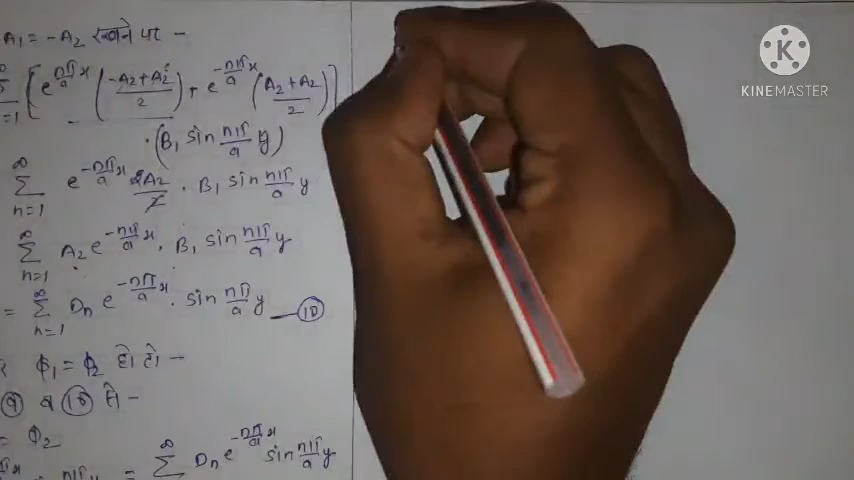 A₁ = -A₂ रखने पर -
[e^{nπ/a x} (-A₂+A₂/2) + e^{-nπ/a x} (A₂+A₂/2)]
· (B₁ sin nπ/a y)
∞ Σ n=1 e^{-nπ/a x} 2A₂/2 · B₁ sin nπ/a y
∞ Σ n=1 A₂ e^{-nπ/a x} · B₁ sin nπ/a y
= ∞ Σ n=1 Dn e^{-nπ/a x} · sin nπ/a y — ⑩
ϕ₁ = ϕ₂ हो तो -
⑨ व ⑩ से -
= ϕ₂
= ∞ Σ Dn e^{-nπ/a x} sin nπ/a y
K
KINEMASTER